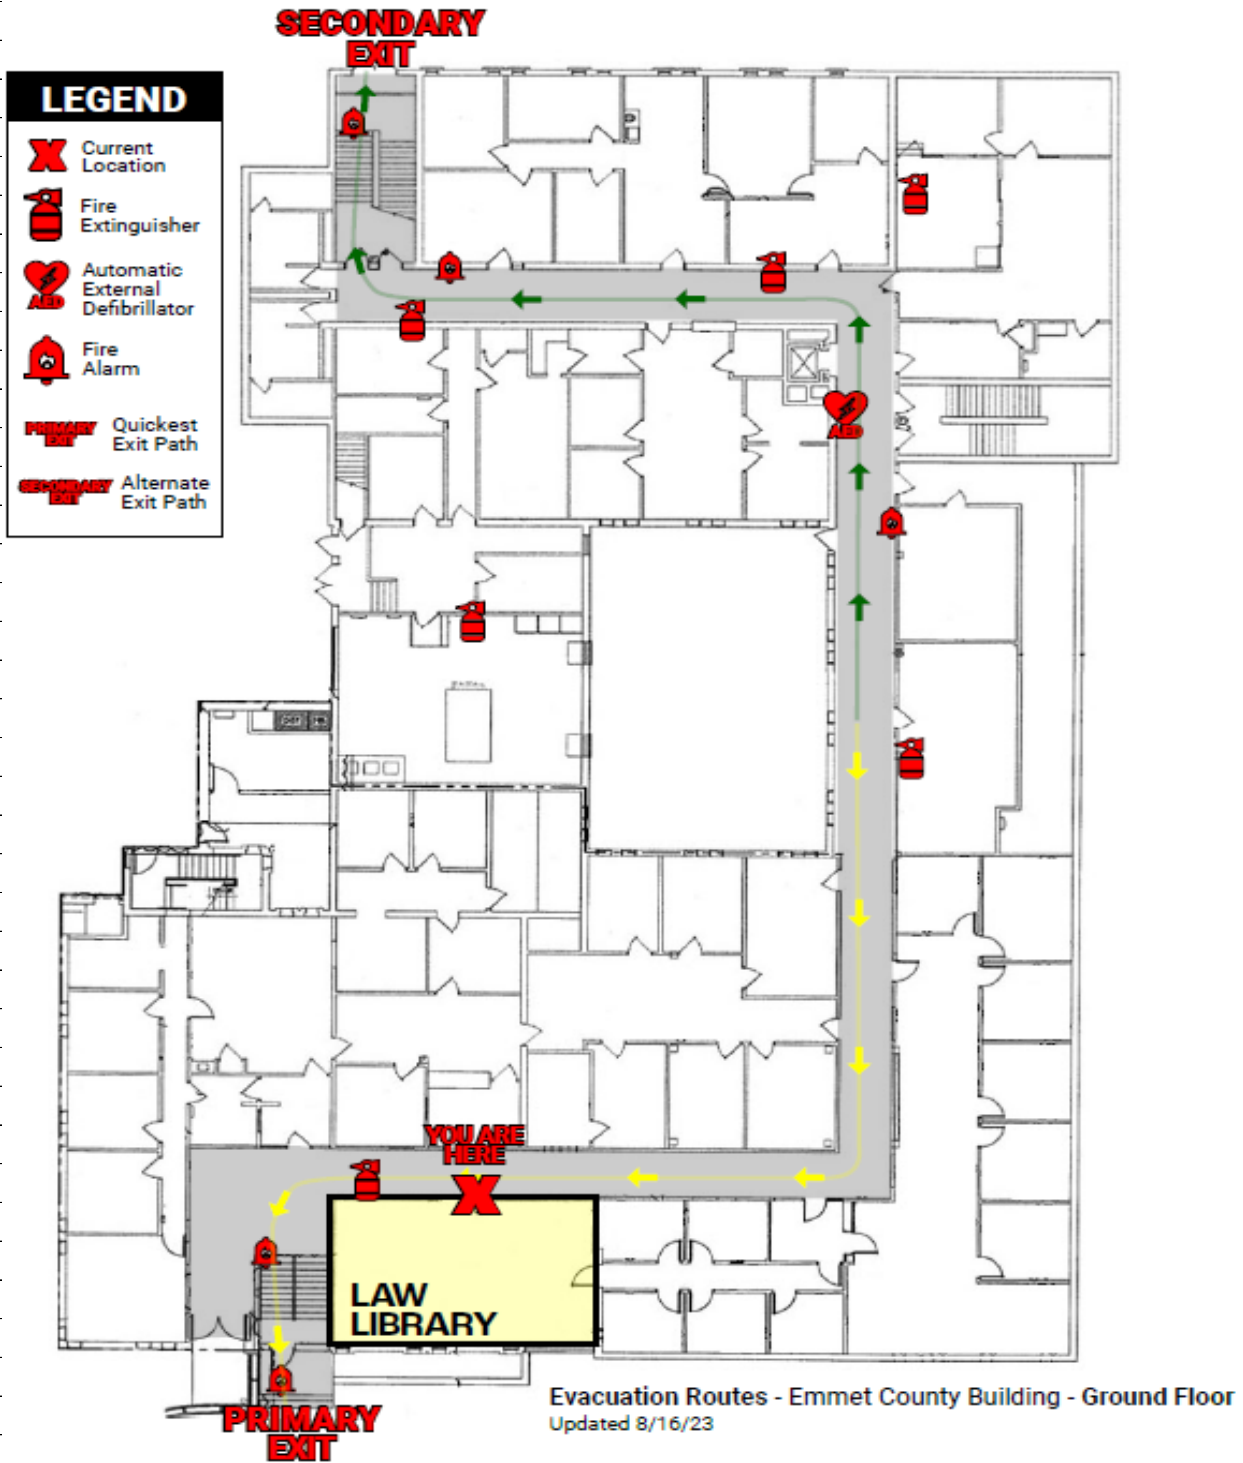 SECONDARY
EXIT
LEGEND
Current
Location
Fire
Extinguisher
AED
Automatic
External
Defibrillator
Fire
Alarm
PRIMARY
EXIT
Quickest
Exit Path
SECONDARY
EXIT
Alternate
Exit Path
AED
YOU ARE
HERE
LAW
LIBRARY
PRIMARY
EXIT
Evacuation Routes - Emmet County Building - Ground Floor
Updated 8/16/23